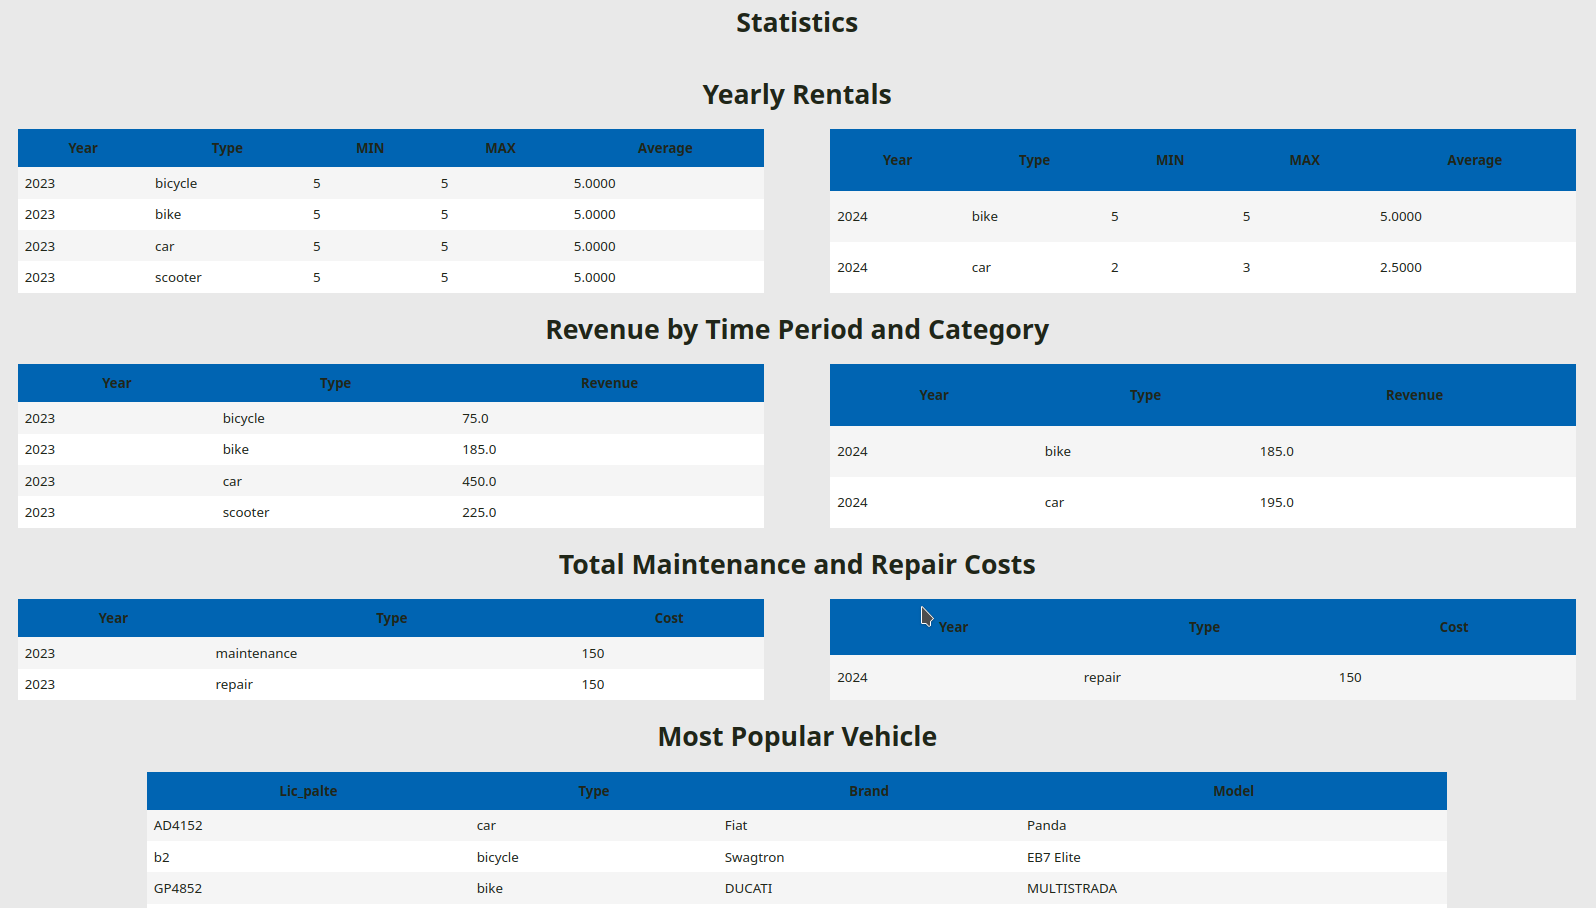 Statistics
Yearly Rentals
Year Type MIN MAX Average
2023 bicycle 5 5 5.0000
2023 bike 5 5 5.0000
2023 car 5 5 5.0000
2023 scooter 5 5 5.0000
Year Type MIN MAX Average
2024 bike 5 5 5.0000
2024 car 2 3 2.5000
Revenue by Time Period and Category
Year Type Revenue
2023 bicycle 75.0
2023 bike 185.0
2023 car 450.0
2023 scooter 225.0
Year Type Revenue
2024 bike 185.0
2024 car 195.0
Total Maintenance and Repair Costs
Year Type Cost
2023 maintenance 150
2023 repair 150
Year Type Cost
2024 repair 150
Most Popular Vehicle
Lic_palte Type Brand Model
AD4152 car Fiat Panda
b2 bicycle Swagtron EB7 Elite
GP4852 bike DUCATI MULTISTRADA